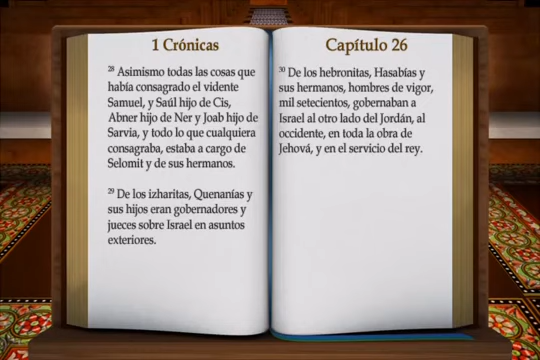 1 Crónicas
28 Asimismo todas las cosas que
había consagrado el vidente
Samuel, y Saúl hijo de Cis,
Abner hijo de Ner y Joab hijo de
Sarvia, y todo lo que cualquiera
consagraba, estaba a cargo de
Selomit y de sus hermanos.
29 De los izharitas, Quenanías y
sus hijos eran gobernadores y
jueces sobre Israel en asuntos
exteriores.
Capítulo 26
30 De los hebronitas, Hasabías y
sus hermanos, hombres de vigor,
mil setecientos, gobernaban a
Israel al otro lado del Jordán, al
occidente, en toda la obra de
Jehová, y en el servicio del rey.